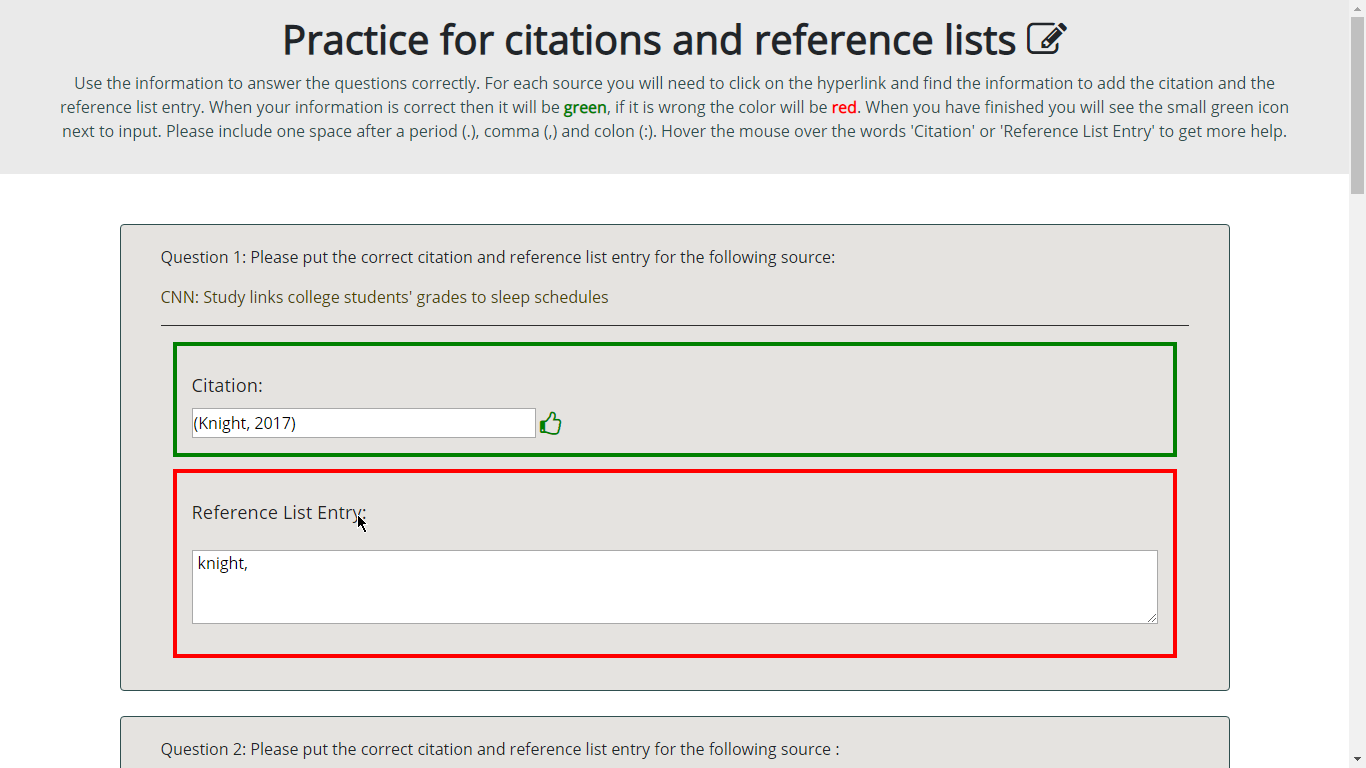 Practice for citations and reference lists
Use the information to answer the questions correctly. For each source you will need to click on the hyperlink and find the information to add the citation and the
reference list entry. When your information is correct then it will be green, if it is wrong the color will be red. When you have finished you will see the small green icon
next to input. Please include one space after a period (.), comma (,) and colon (:). Hover the mouse over the words 'Citation' or 'Reference List Entry' to get more help.
Question 1: Please put the correct citation and reference list entry for the following source:
CNN: Study links college students' grades to sleep schedules
Citation:
(Knight, 2017)
Reference List Entry:
knight,
Question 2: Please put the correct citation and reference list entry for the following source :